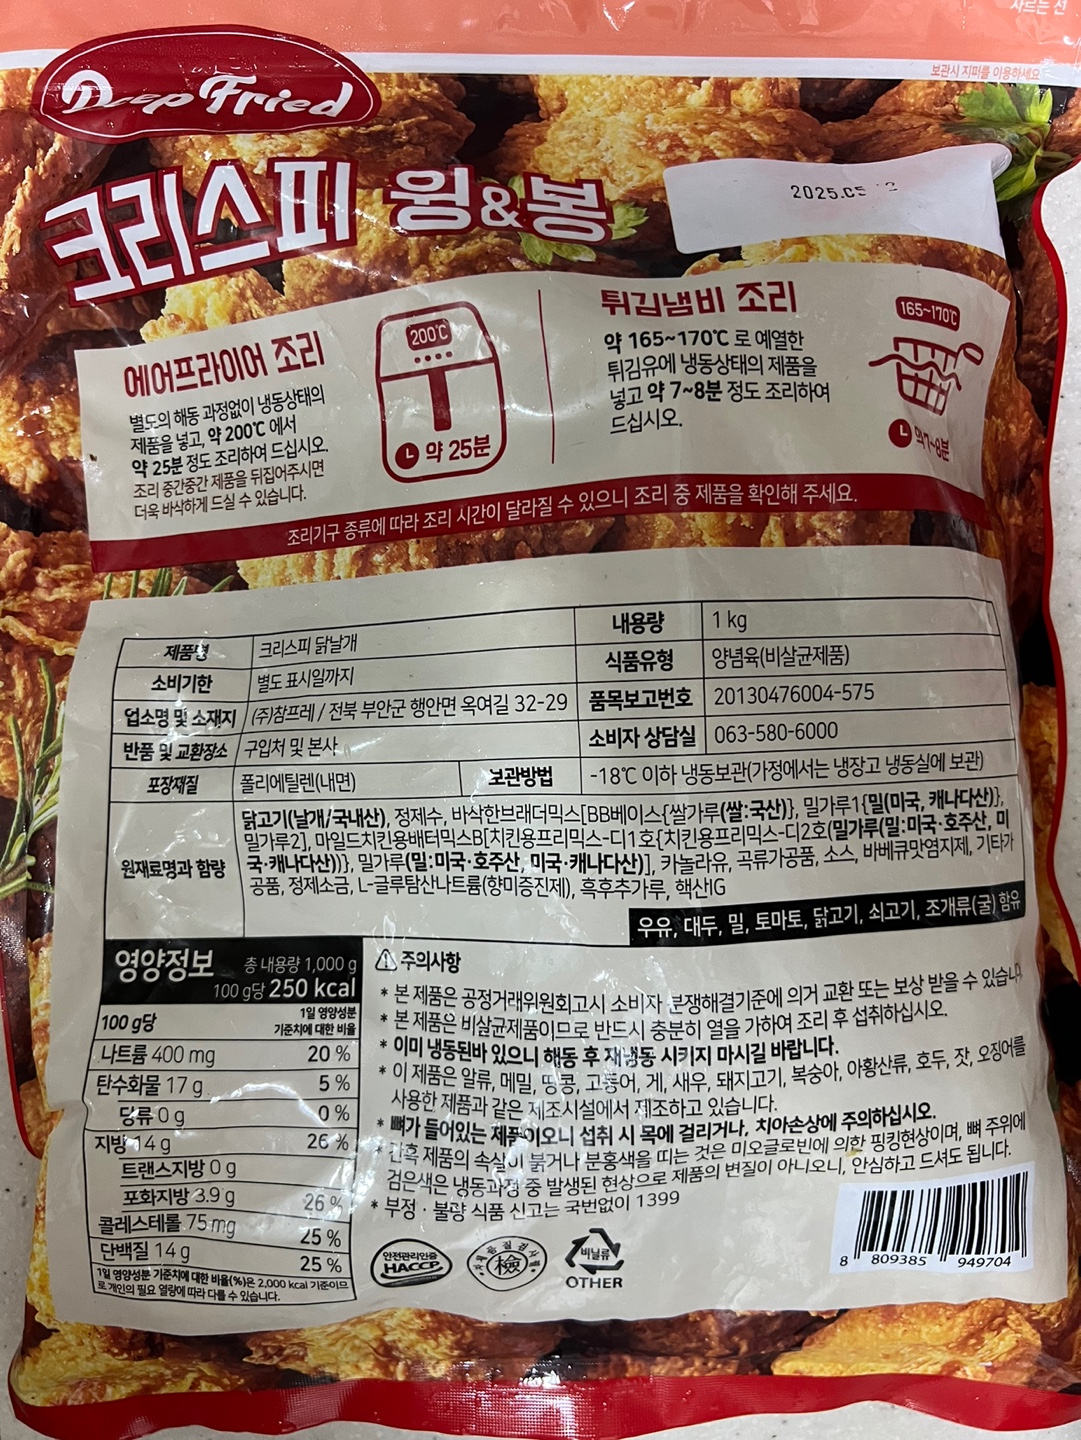 자르는 선
보관시 지퍼를 이용하세요
Deep Fried
크리스피 윙&봉
2025.05
에어프라이어 조리
별도의 해동 과정없이 냉동상태의
제품을 넣고, 약 200℃ 에서
약 25분 정도 조리하여 드십시오.
조리 중간중간 제품을 뒤집어주시면
더욱 바삭하게 드실 수 있습니다.
200℃
약 25분
튀김냄비 조리
약 165~170℃ 로 예열한
튀김유에 냉동상태의 제품을
넣고 약 7~8분 정도 조리하여
드십시오.
165~170℃
약7~8분
조리기구 종류에 따라 조리 시간이 달라질 수 있으니 조리 중 제품을 확인해 주세요.
제품명 크리스피 닭날개 내용량 1 kg
소비기한 별도 표시일까지 식품유형 양념육(비살균제품)
업소명 및 소재지 (주)참프레 / 전북 부안군 행안면 옥여길 32-29 품목보고번호 20130476004-575
반품 및 교환장소 구입처 및 본사 소비자 상담실 063-580-6000
포장재질 폴리에틸렌(내면) 보관방법 -18℃ 이하 냉동보관(가정에서는 냉장고 냉동실에 보관)
원재료명과 함량
닭고기(날개/국내산), 정제수, 바삭한브래더믹스[BB베이스{쌀가루(쌀:국산)}, 밀가루1{밀(미국, 캐나다산)},
밀가루2], 마일드치킨용배터믹스B[치킨용프리믹스-디1호{치킨용프리믹스-디2호(밀가루(밀:미국·호주산, 미
국·캐나다산))}, 밀가루(밀:미국·호주산, 미국·캐나다산)], 카놀라유, 곡류가공품, 소스, 바베큐맛염지제, 기타가
공품, 정제소금, L-글루탐산나트륨(향미증진제), 흑후추가루, 핵산IG
우유, 대두, 밀, 토마토, 닭고기, 쇠고기, 조개류(굴) 함유
영양정보 총 내용량 1,000 g
100 g당 250 kcal
100 g당 1일 영양성분
기준치에 대한 비율
나트륨 400 mg 20 %
탄수화물 17 g 5 %
당류 0 g 0 %
지방 14 g 26 %
트랜스지방 0 g
포화지방 3.9 g 26 %
콜레스테롤 75 mg 25 %
단백질 14 g 25 %
1일 영양성분 기준치에 대한 비율(%)은 2,000 kcal 기준이므
로 개인의 필요 열량에 따라 다를 수 있습니다.
주의사항
* 본 제품은 공정거래위원회고시 소비자 분쟁해결기준에 의거 교환 또는 보상 받을 수 있습니
* 본 제품은 비살균제품이므로 반드시 충분히 열을 가하여 조리 후 섭취하십시오.
* 이미 냉동된바 있으니 해동 후 재냉동 시키지 마시길 바랍니다.
* 이 제품은 알류, 메밀, 땅콩, 고등어, 게, 새우, 돼지고기, 복숭아, 아황산류, 호두, 잣, 오징어를
사용한 제품과 같은 제조시설에서 제조하고 있습니다.
* 뼈가 들어있는 제품이오니 섭취 시 목에 걸리거나, 치아손상에 주의하십시오.
* 간혹 제품의 속살이 붉거나 분홍색을 띠는 것은 미오글로빈에 의한 핑킹현상이며, 뼈 주위에
검은색은 냉동과정 중 발생된 현상으로 제품의 변질이 아니오니, 안심하고 드셔도 됩니다.
* 부정 · 불량 식품 신고는 국번없이 1399
안전관리인증
HACCP
檢
비닐류
OTHER
8 809385 949704